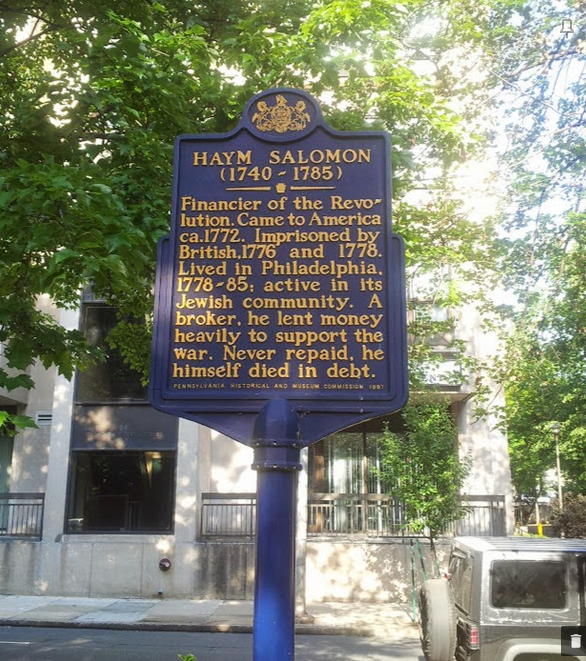 HAYM SALOMON
(1740 - 1785)
Financier of the Revo-
lution. Came to America
ca. 1772. Imprisoned by
British, 1776 and 1778.
Lived in Philadelphia,
1778-85; active in its
Jewish community. A
broker, he lent money
heavily to support the
war. Never repaid, he
himself died in debt.
PENNSYLVANIA HISTORICAL AND MUSEUM COMMISSION